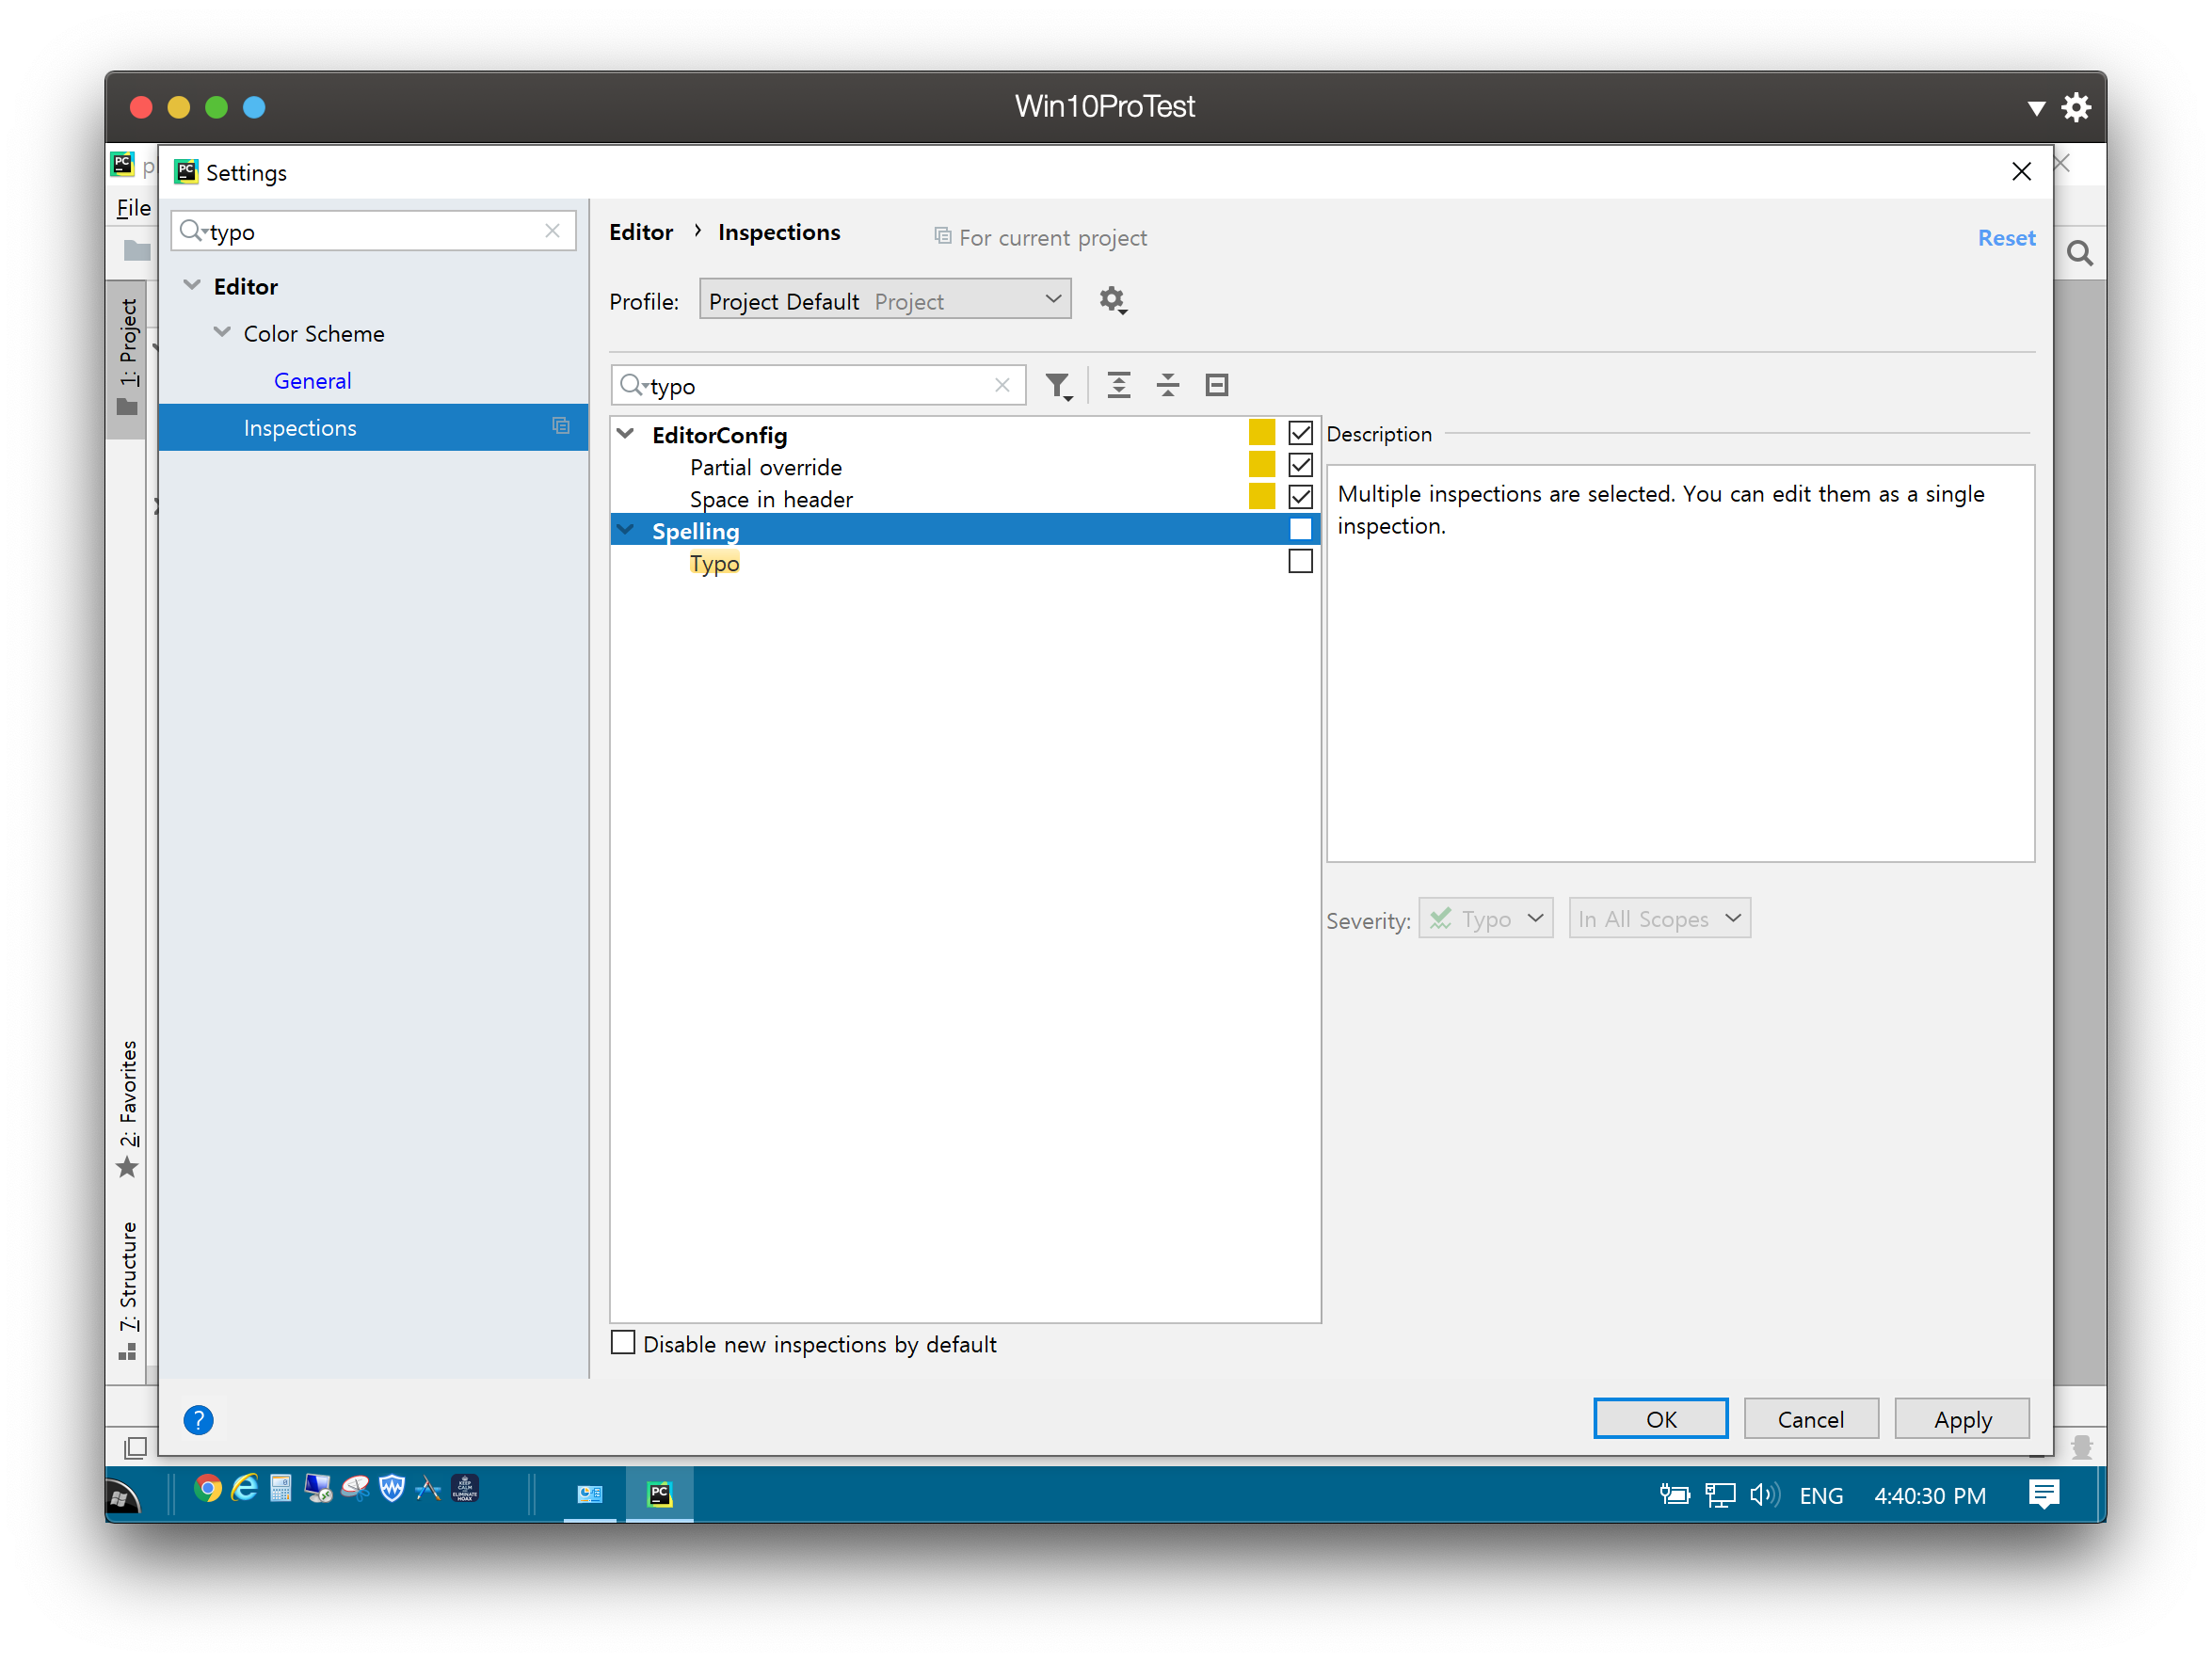 Win10ProTest
Settings
File
typo
Editor
Color Scheme
General
Inspections
Editor › Inspections
For current project
Reset
Profile:
Project Default Project
typo
EditorConfig
Partial override
Space in header
Spelling
Typo
Description
Multiple inspections are selected. You can edit them as a single
inspection.
Severity:
Typo
In All Scopes
Disable new inspections by default
1: Project
2: Favorites
7: Structure
?
OK
Cancel
Apply
PC
ENG
4:40:30 PM